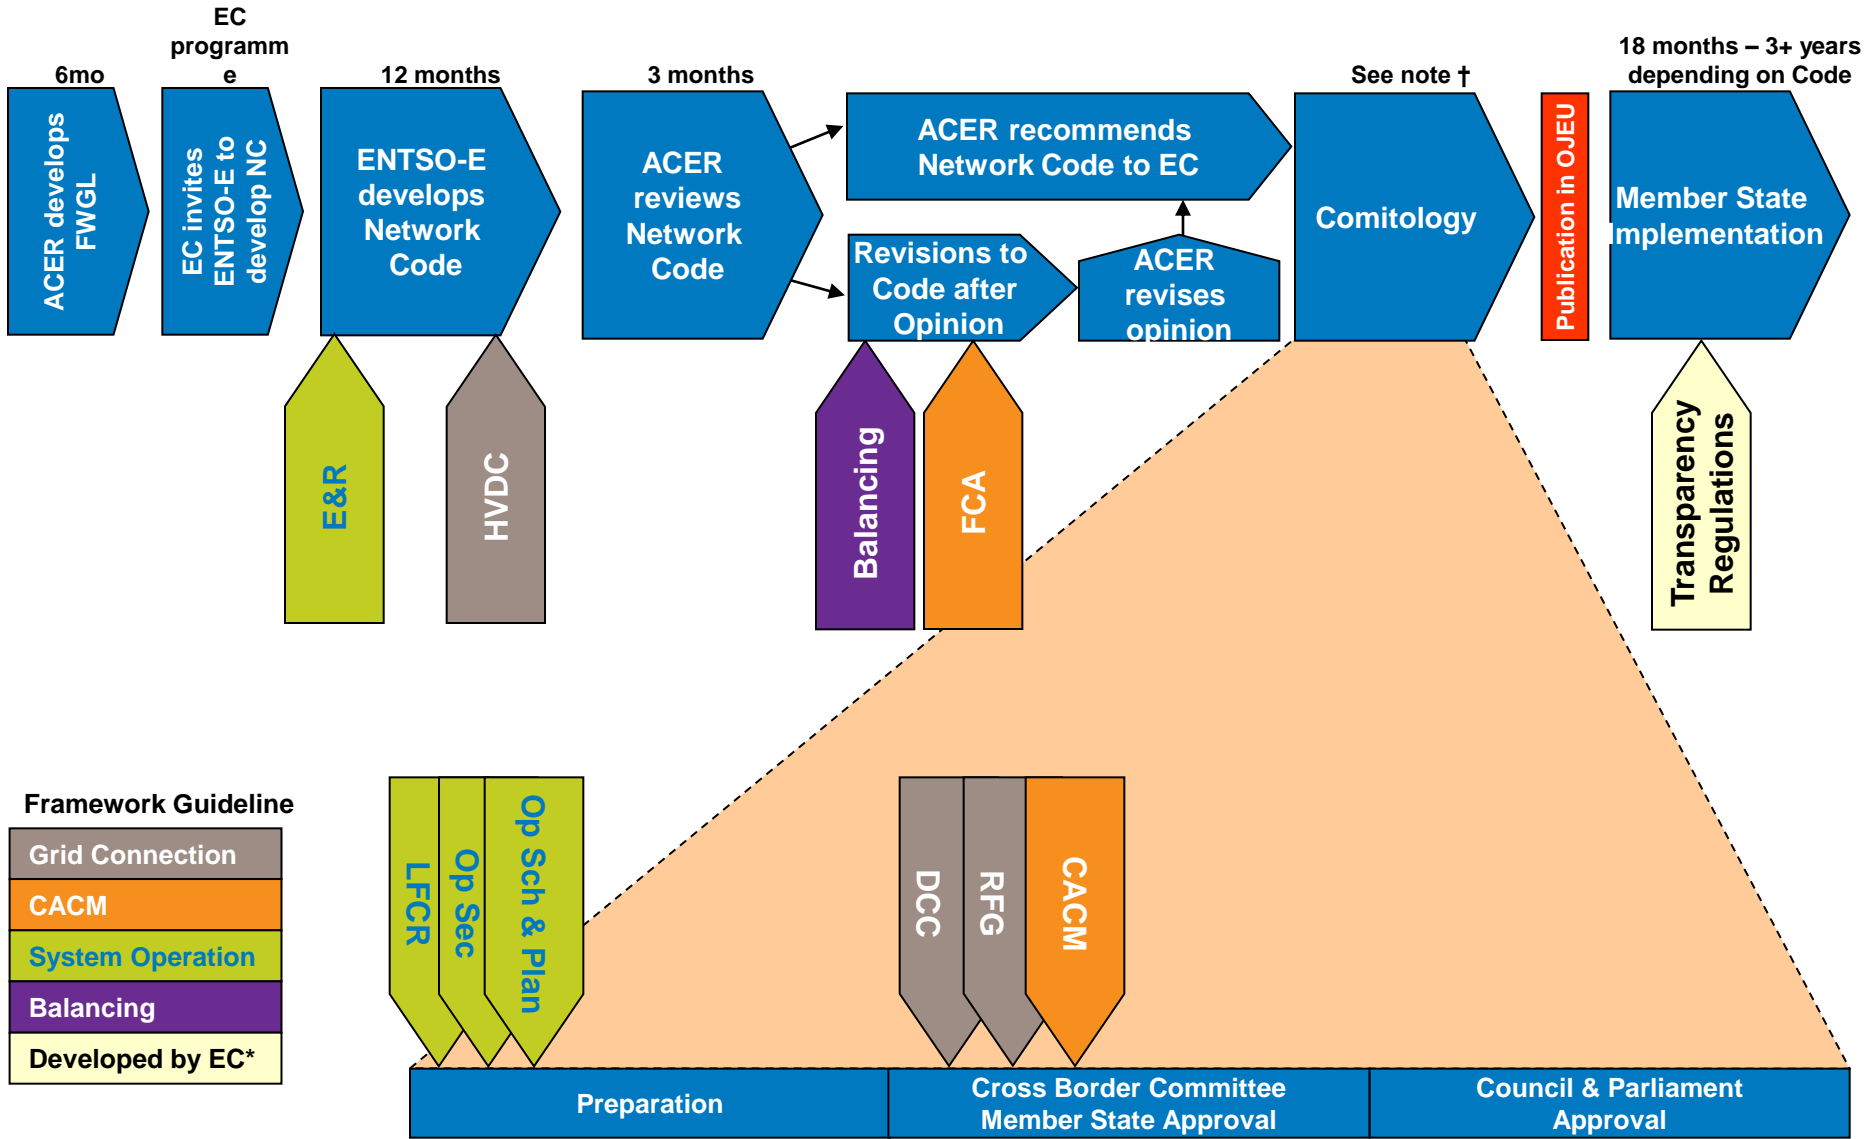 EC
programm
e
6mo
12 months
3 months
See note †
18 months – 3+ years
depending on Code
ACER develops
FWGL
EC invites
ENTSO-E to
develop NC
ENTSO-E
develops
Network
Code
ACER
reviews
Network
Code
ACER recommends
Network Code to EC
Revisions to
Code after
Opinion
ACER
revises
opinion
Comitology
Publication in OJEU
Member State
Implementation
E&R
HVDC
Balancing
FCA
Transparency
Regulations
Framework Guideline
Grid Connection
CACM
System Operation
Balancing
Developed by EC*
LFCR
Op Sec
Op Sch & Plan
DCC
RFG
CACM
Preparation
Cross Border Committee
Member State Approval
Council & Parliament
Approval